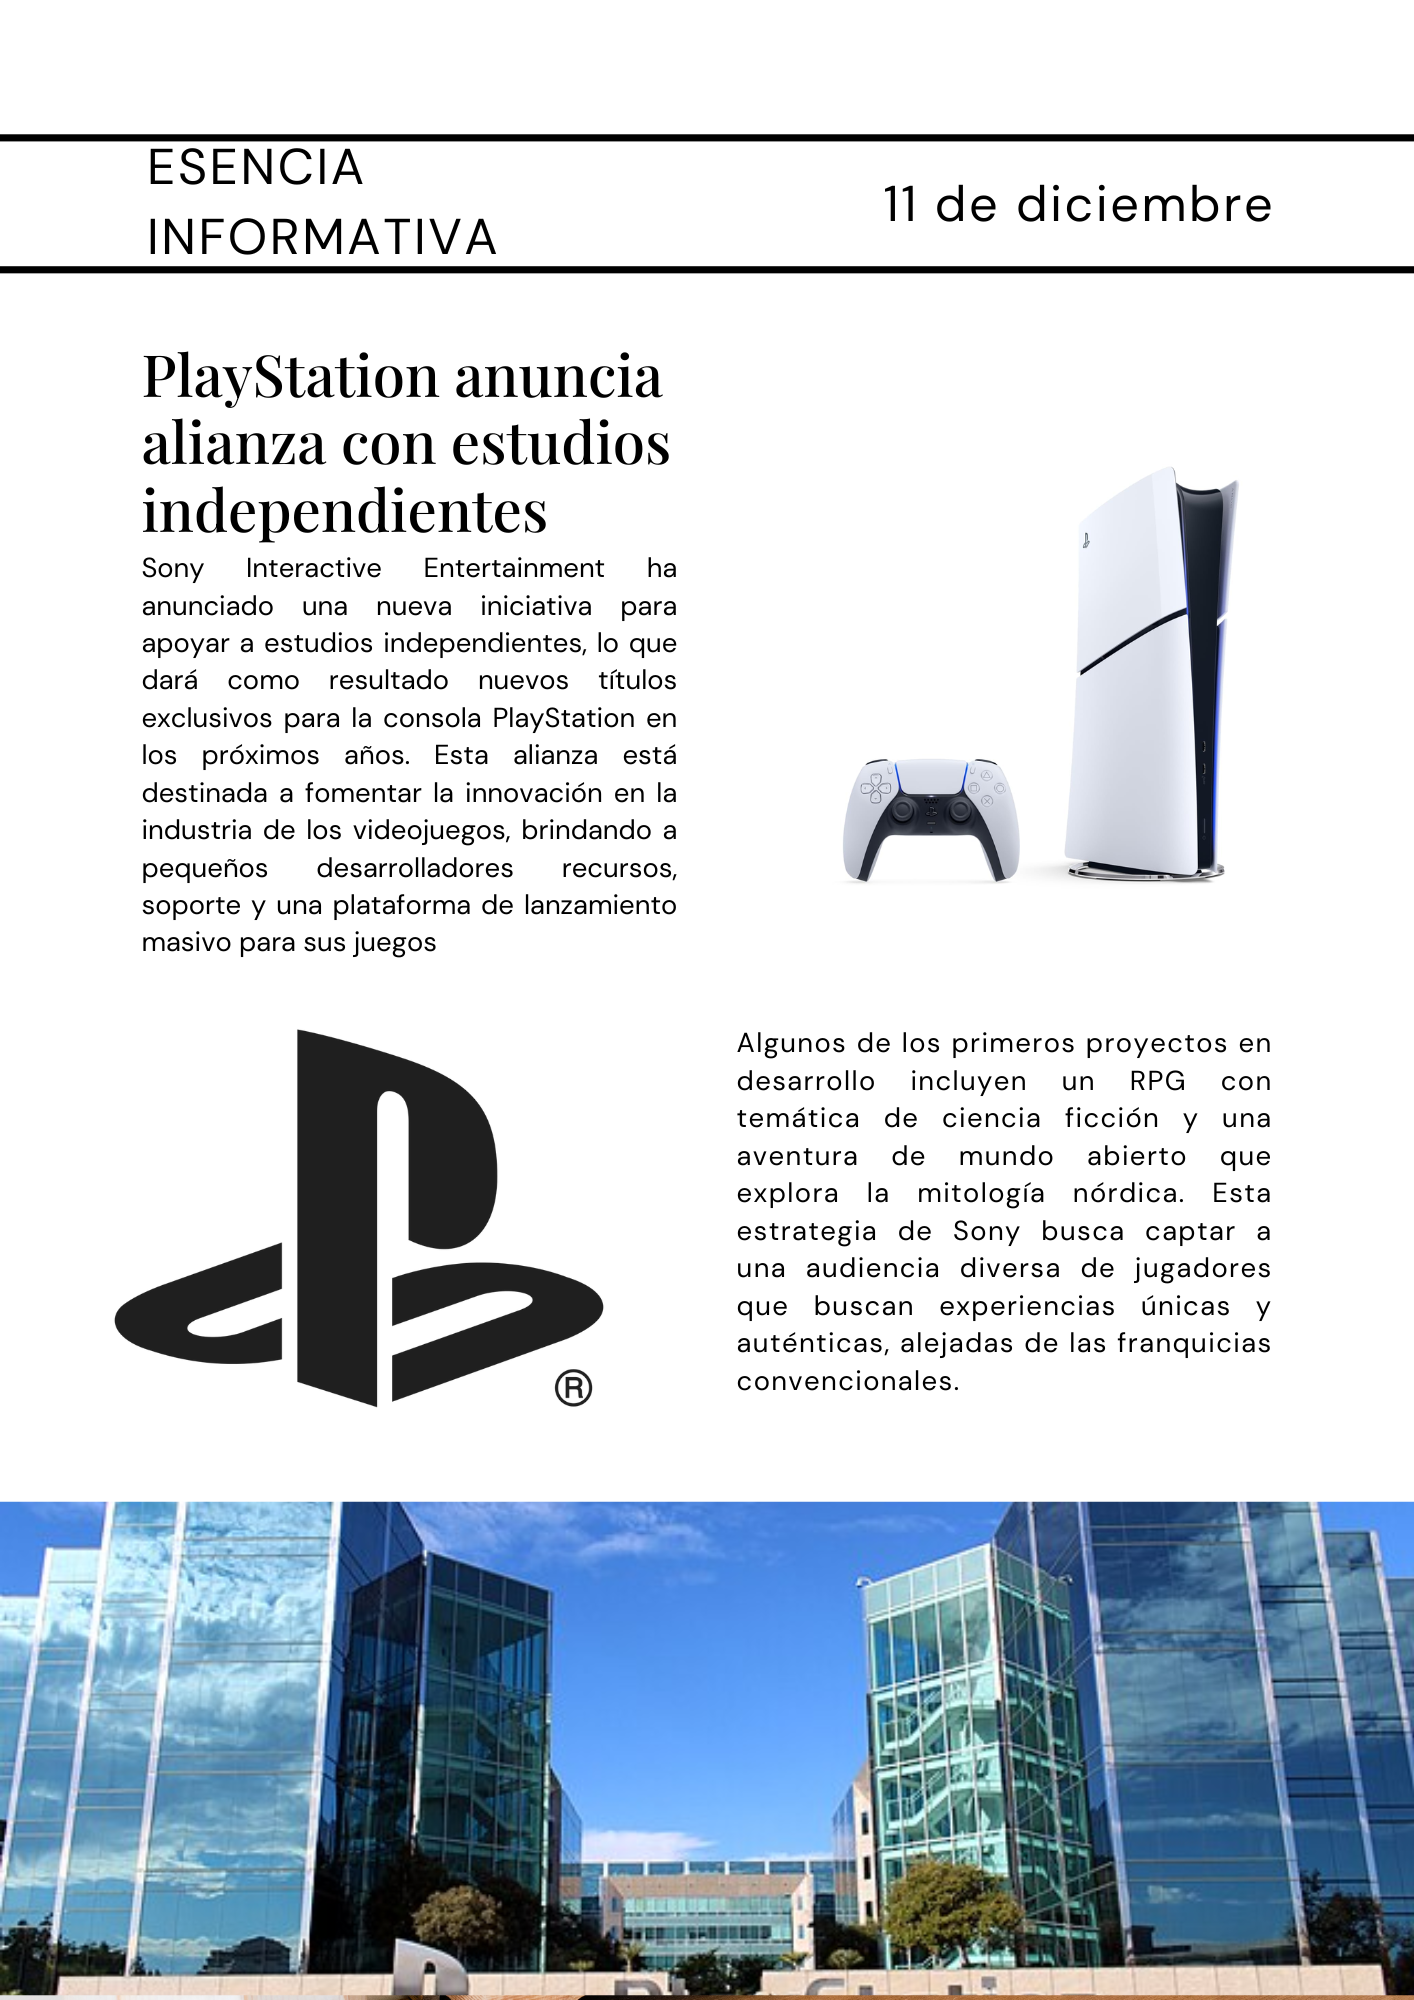 ESENCIA
INFORMATIVA
11 de diciembre
PlayStation anuncia
alianza con estudios
independientes
Sony Interactive Entertainment ha
anunciado una nueva iniciativa para
apoyar a estudios independientes, lo que
dará como resultado nuevos títulos
exclusivos para la consola PlayStation en
los próximos años. Esta alianza está
destinada a fomentar la innovación en la
industria de los videojuegos, brindando a
pequeños desarrolladores recursos,
soporte y una plataforma de lanzamiento
masivo para sus juegos
®
Algunos de los primeros proyectos en
desarrollo incluyen un RPG con
temática de ciencia ficción y una
aventura de mundo abierto que
explora la mitología nórdica. Esta
estrategia de Sony busca captar a
una audiencia diversa de jugadores
que buscan experiencias únicas y
auténticas, alejadas de las franquicias
convencionales.